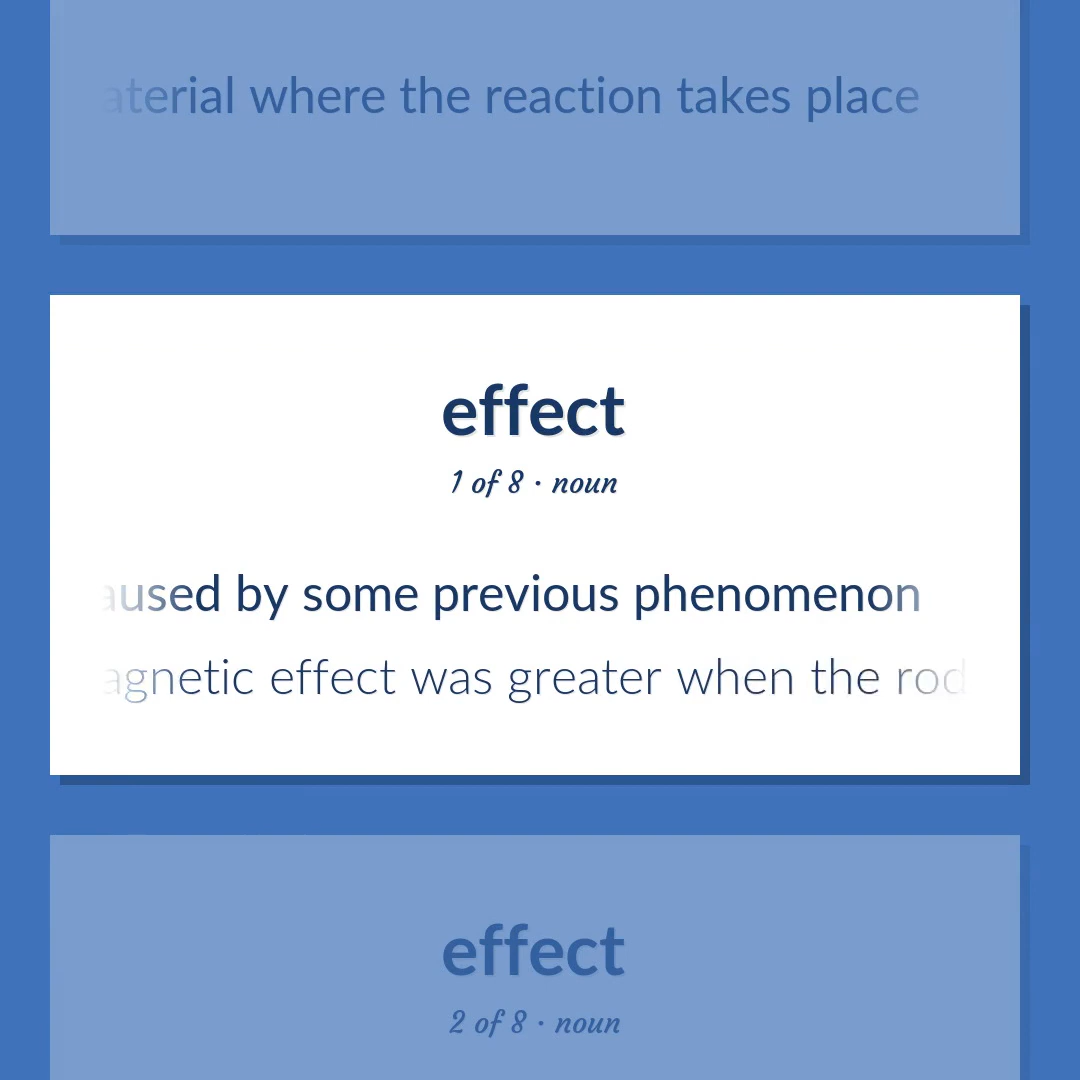 aterial where the reaction takes place
effect
1 of 8 · noun
aused by some previous phenomenon
agnetic effect was greater when the rod
effect
2 of 8 · noun